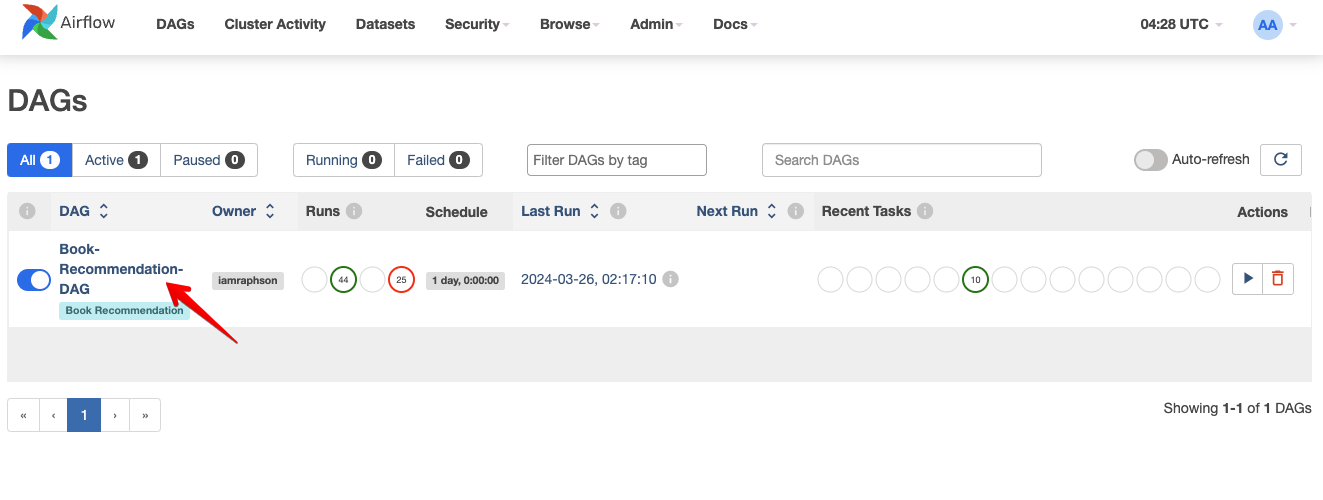 Airflow DAGs Cluster Activity Datasets Security Browse Admin Docs 04:28 UTC AA
DAGs
All 1 Active 1 Paused 0 Running 0 Failed 0 Filter DAGs by tag Search DAGs Auto-refresh
DAG Owner Runs Schedule Last Run Next Run Recent Tasks Actions
Book-
Recommendation-
DAG
iamraphson 44 25 1 day, 0:00:00 2024-03-26, 02:17:10 10
Book Recommendation
« ‹ 1 › »
Showing 1-1 of 1 DAGs